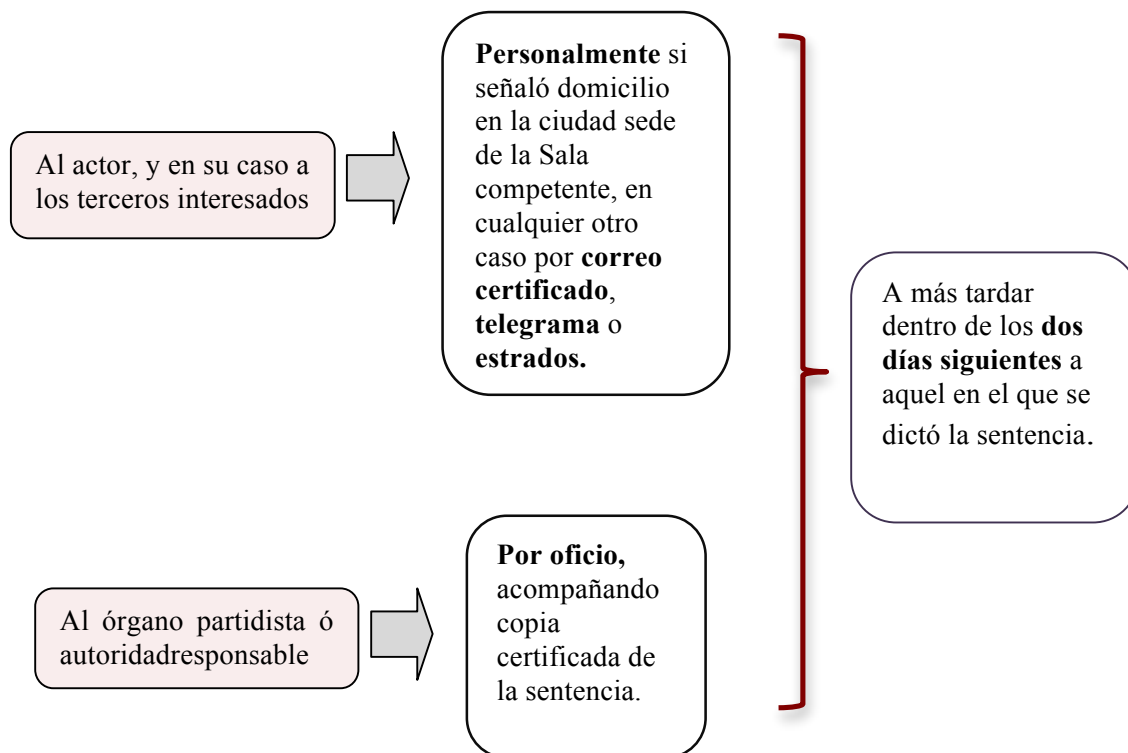 Al actor, y en su caso a
los terceros interesados
Personalmente si
señaló domicilio
en la ciudad sede
de la Sala
competente, en
cualquier otro
caso por correo
certificado,
telegrama o
estrados.
Al órgano partidista ó
autoridadresponsable
Por oficio,
acompañando
copia
certificada de
la sentencia.
A más tardar
dentro de los dos
días siguientes a
aquel en el que se
dictó la sentencia.